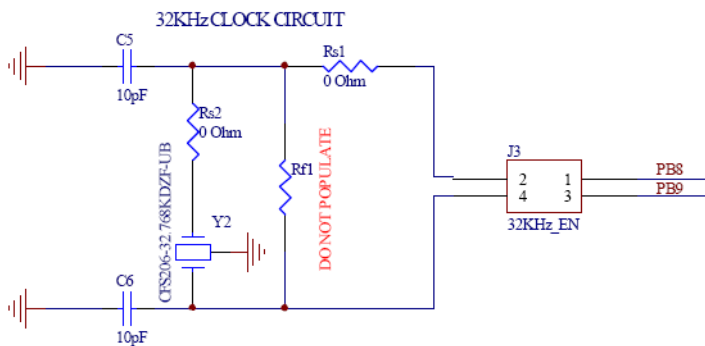 32KHz CLOCK CIRCUIT
C5
10pF
Rs1
0 Ohm
Rs2
0 Ohm
CFS206-32.768KDZF-UB
Y2
Rf1
DO NOT POPULATE
J3
2 1
4 3
32KHz_EN
PB8
PB9
C6
10pF